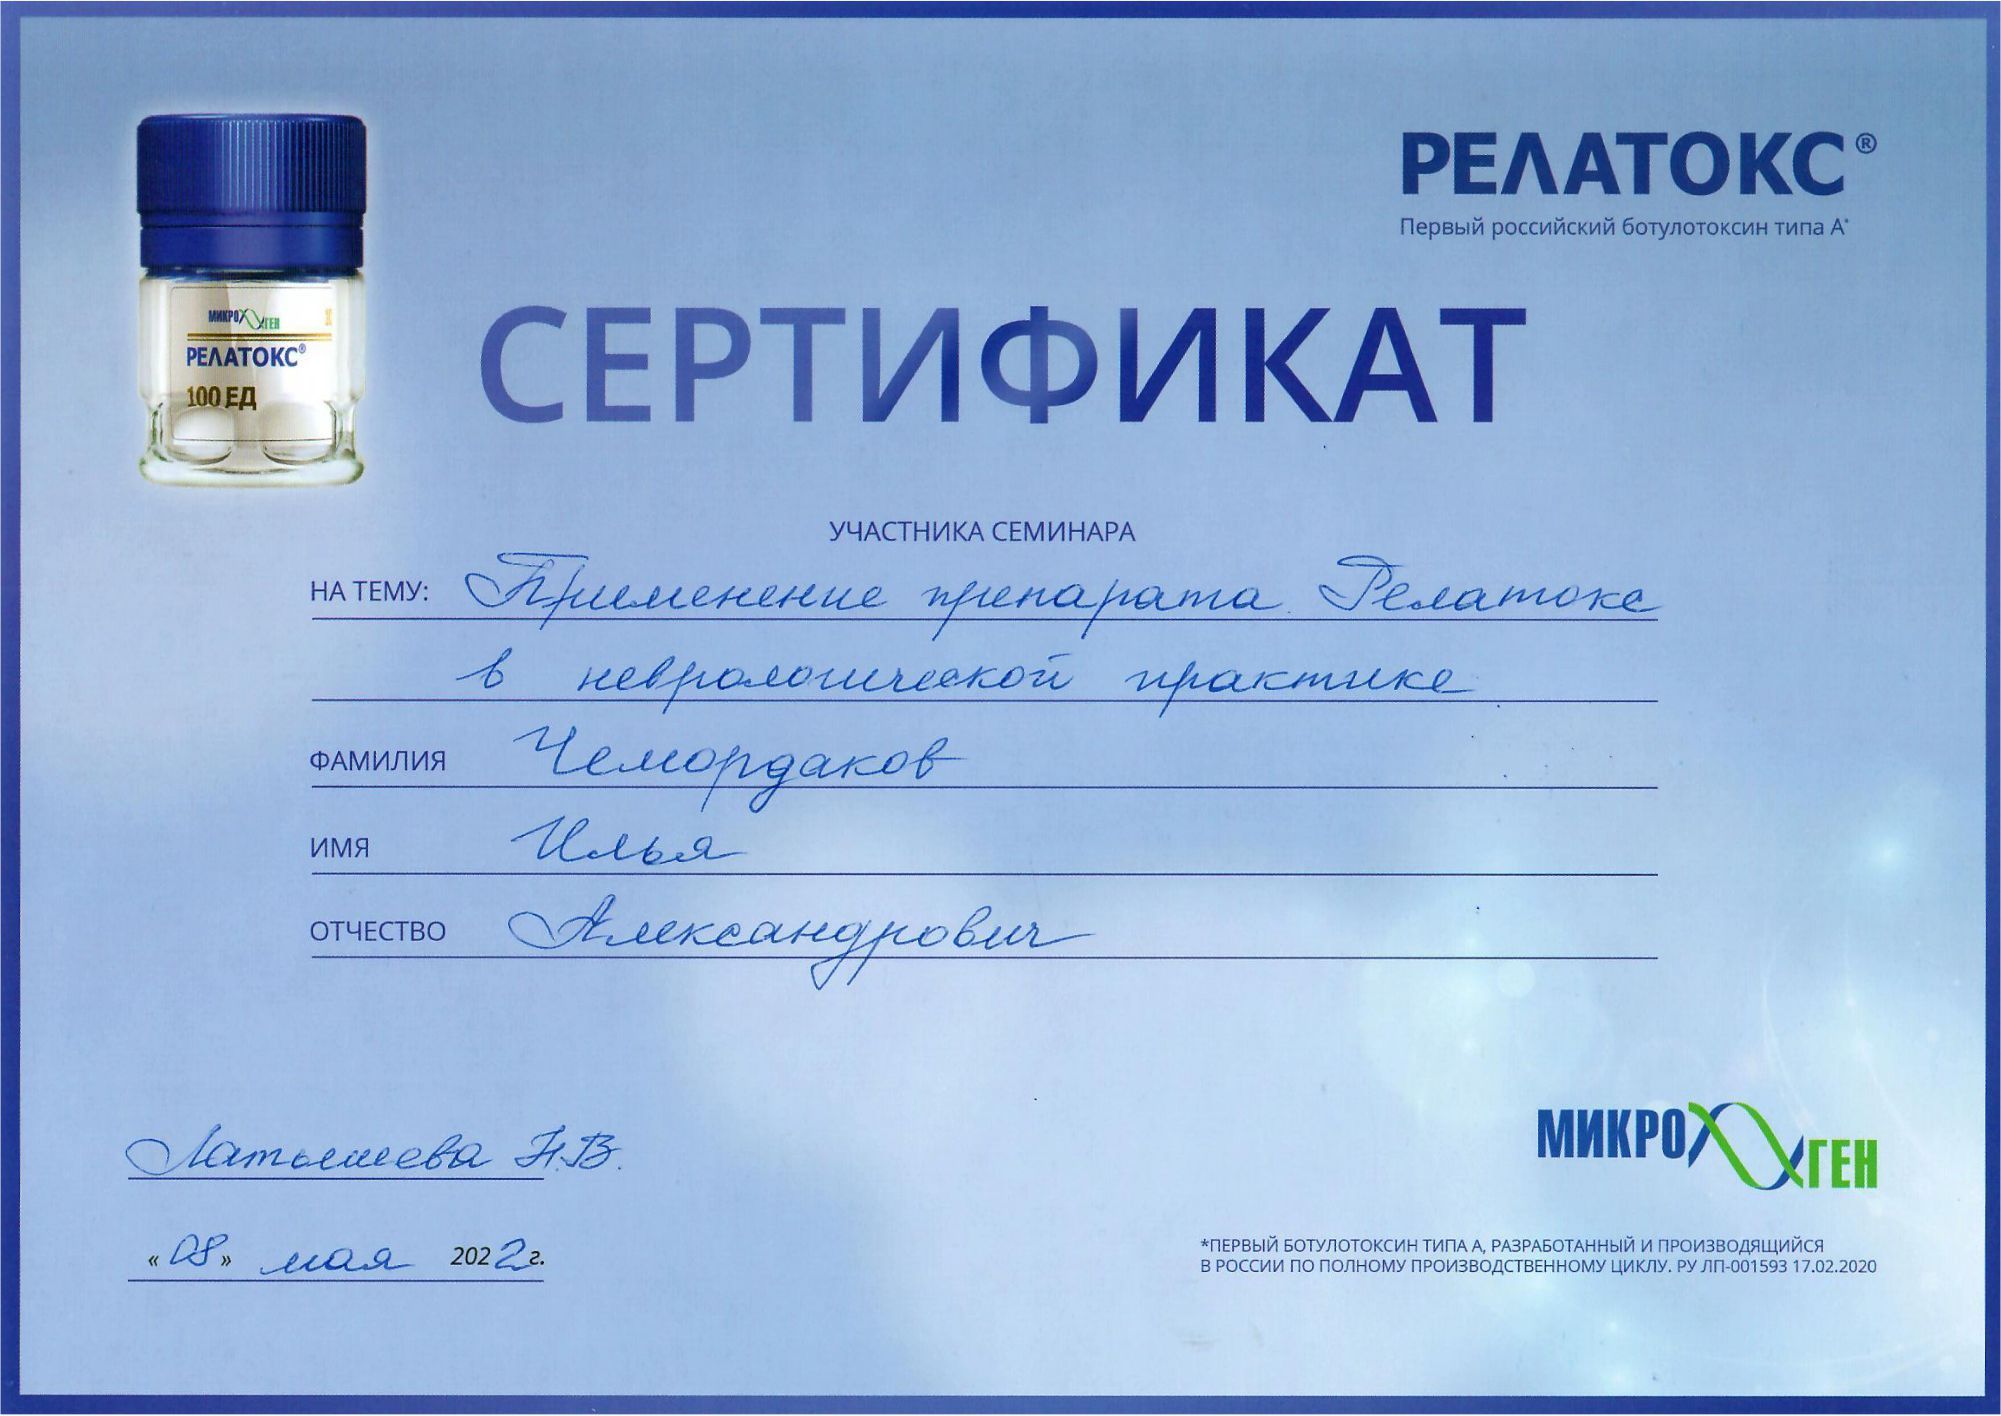 РЕЛАТОКС®
Первый российский ботулотоксин типа А*
МИКРОГЕН
РЕЛАТОКС®
100 ЕД
СЕРТИФИКАТ
УЧАСТНИКА СЕМИНАРА
НА ТЕМУ: Применение препарата Релатокс
в неврологической практике
ФАМИЛИЯ Чемордаков
ИМЯ Илья
ОТЧЕСТВО Александрович
Латышева Н.В.
«08» мая 2022г.
МИКРОГЕН
*ПЕРВЫЙ БОТУЛОТОКСИН ТИПА А, РАЗРАБОТАННЫЙ И ПРОИЗВОДЯЩИЙСЯ
В РОССИИ ПО ПОЛНОМУ ПРОИЗВОДСТВЕННОМУ ЦИКЛУ. РУ ЛП-001593 17.02.2020